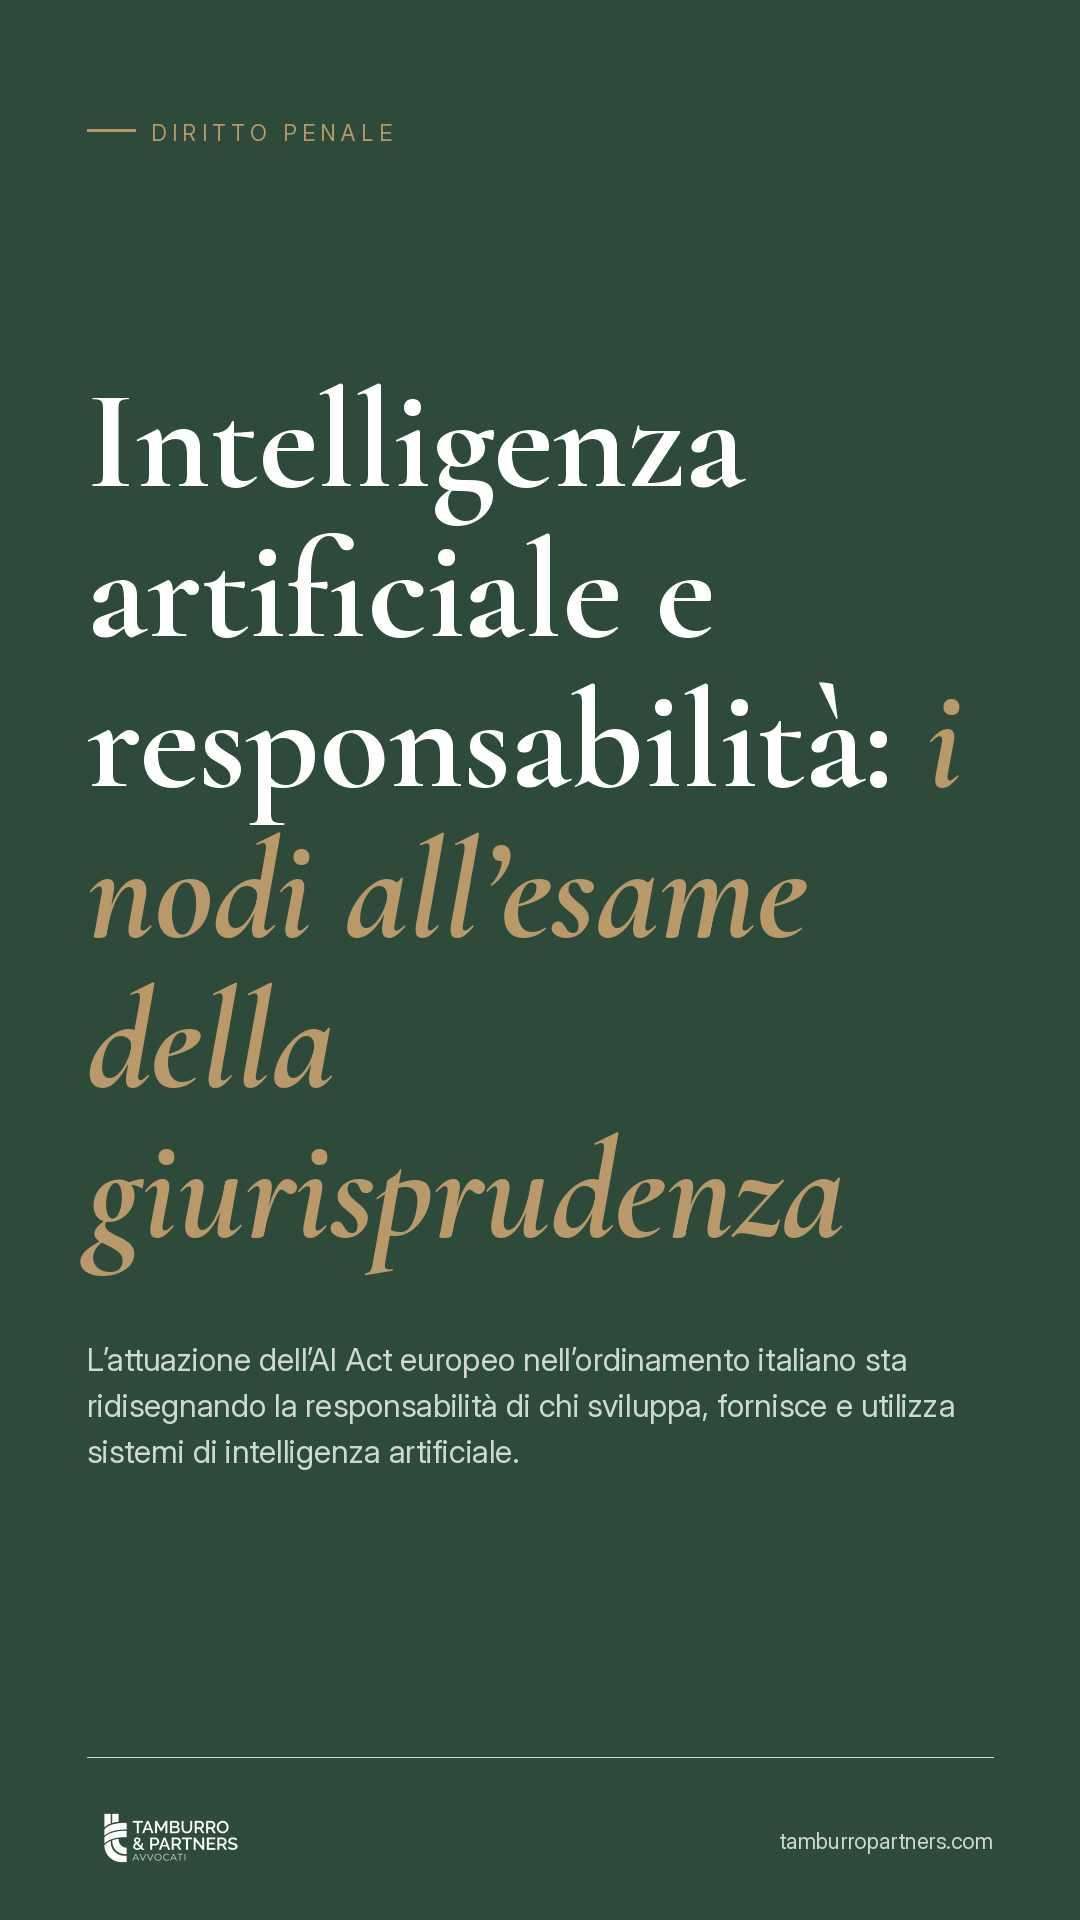 DIRITTO PENALE
Intelligenza
artificiale e
responsabilità: i
nodi all’esame
della
giurisprudenza
L’attuazione dell’AI Act europeo nell’ordinamento italiano sta
ridisegnando la responsabilità di chi sviluppa, fornisce e utilizza
sistemi di intelligenza artificiale.
TAMBURRO
& PARTNERS
AVVOCATI
tamburropartners.com